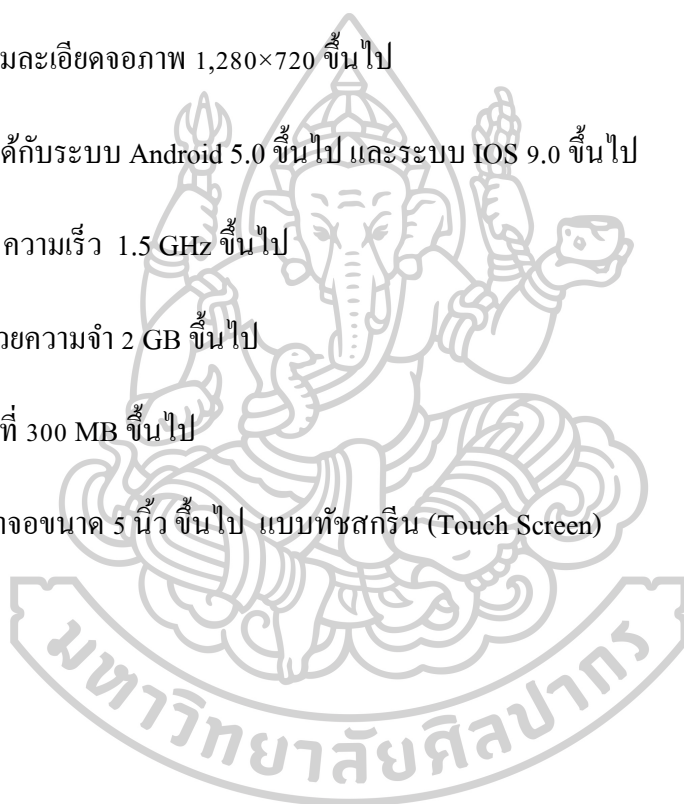 มละเอียดจอภาพ 1,280×720 ขึ้นไป
ด้กับระบบ Android 5.0 ขึ้นไป และระบบ IOS 9.0 ขึ้นไป
ความเร็ว 1.5 GHz ขึ้นไป
วยความจำ 2 GB ขึ้นไป
ที่ 300 MB ขึ้นไป
าจอขนาด 5 นิ้ว ขึ้นไป แบบทัชสกรีน (Touch Screen)
มหาวิทยาลัยศิลปากร